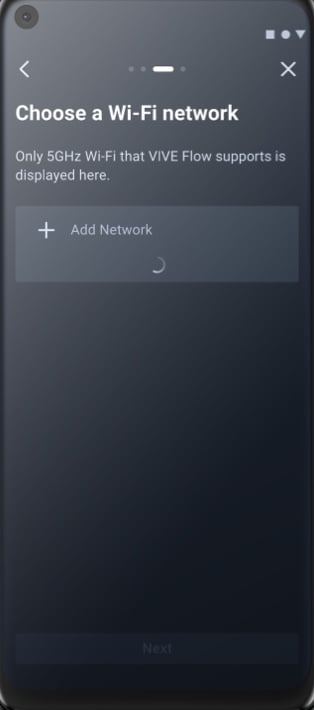 Choose a Wi-Fi network
Only 5GHz Wi-Fi that VIVE Flow supports is
displayed here.
Add Network
Next